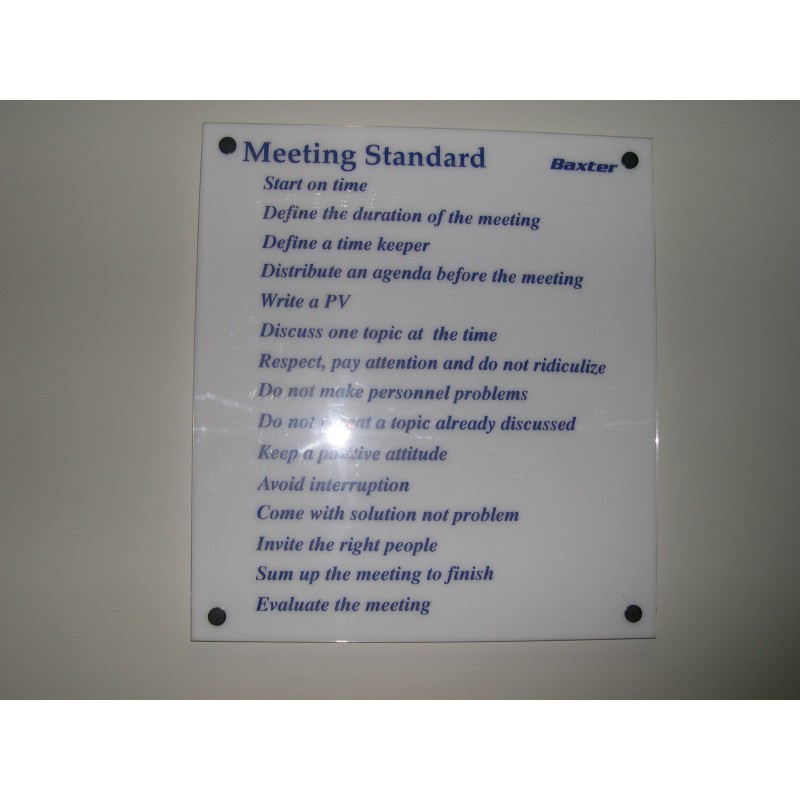 Meeting Standard
Baxter
Start on time
Define the duration of the meeting
Define a time keeper
Distribute an agenda before the meeting
Write a PV
Discuss one topic at the time
Respect, pay attention and do not ridiculize
Do not make personnel problems
Do not repeat a topic already discussed
Keep a positive attitude
Avoid interruption
Come with solution not problem
Invite the right people
Sum up the meeting to finish
Evaluate the meeting